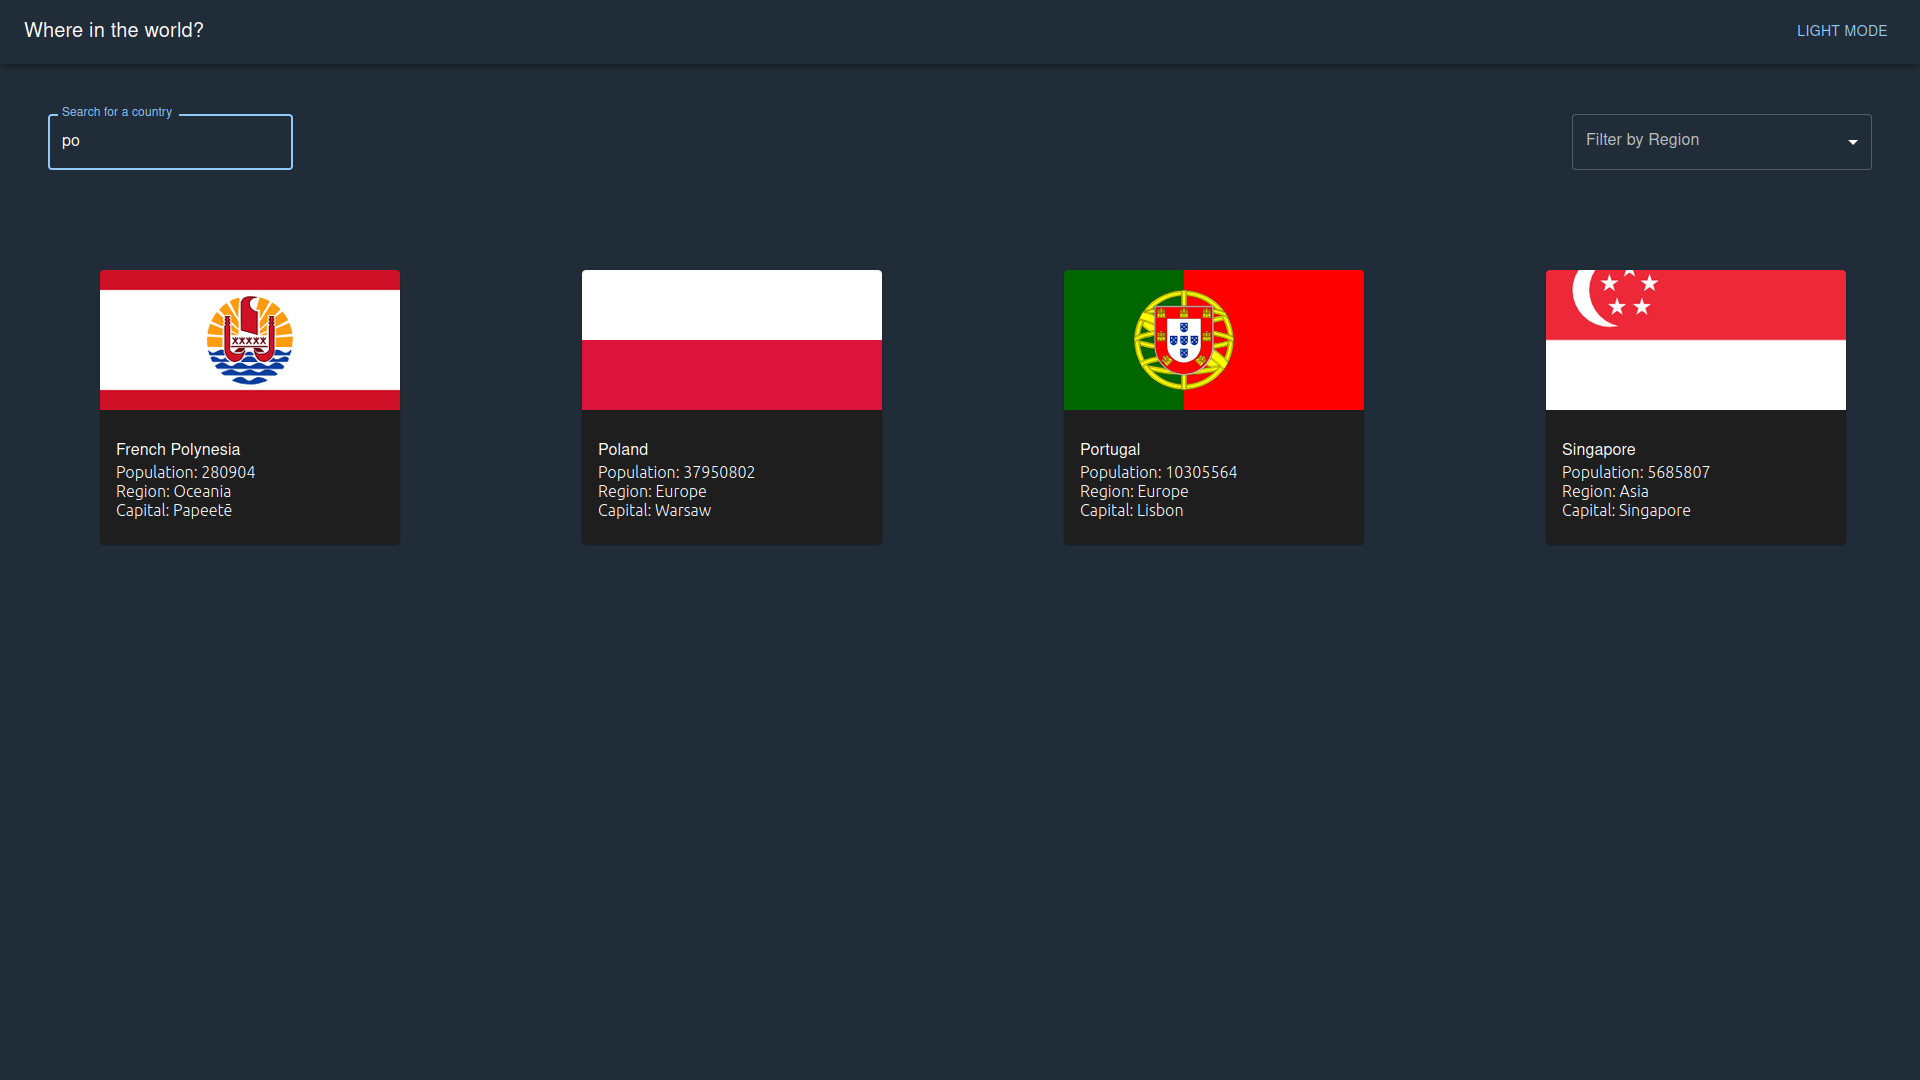 Where in the world?
LIGHT MODE
Search for a country
po
Filter by Region
French Polynesia
Population: 280904
Region: Oceania
Capital: Papeetē
Poland
Population: 37950802
Region: Europe
Capital: Warsaw
Portugal
Population: 10305564
Region: Europe
Capital: Lisbon
Singapore
Population: 5685807
Region: Asia
Capital: Singapore